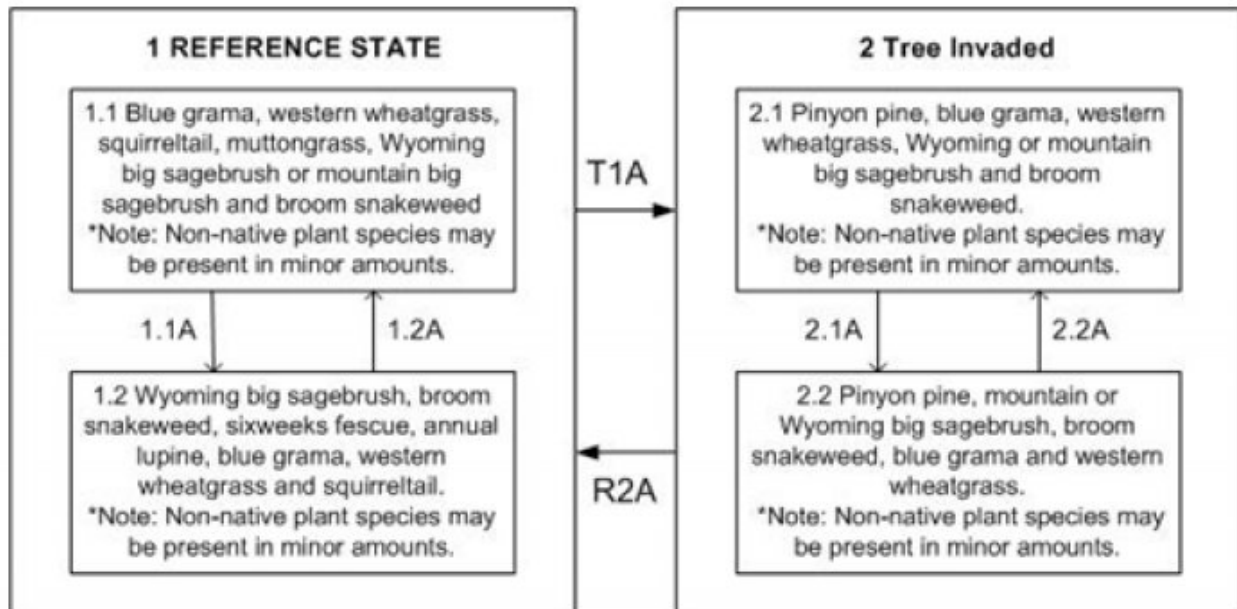 1 REFERENCE STATE
1.1 Blue grama, western wheatgrass,
squirreltail, muttongrass, Wyoming
big sagebrush or mountain big
sagebrush and broom snakeweed
*Note: Non-native plant species may
be present in minor amounts.
1.1A
1.2A
1.2 Wyoming big sagebrush, broom
snakeweed, sixweeks fescue, annual
lupine, blue grama, western
wheatgrass and squirreltail.
*Note: Non-native plant species may
be present in minor amounts.
T1A
R2A
2 Tree Invaded
2.1 Pinyon pine, blue grama, western
wheatgrass, Wyoming or mountain
big sagebrush and broom
snakeweed.
*Note: Non-native plant species may
be present in minor amounts.
2.1A
2.2A
2.2 Pinyon pine, mountain or
Wyoming big sagebrush, broom
snakeweed, blue grama and western
wheatgrass.
*Note: Non-native plant species may
be present in minor amounts.